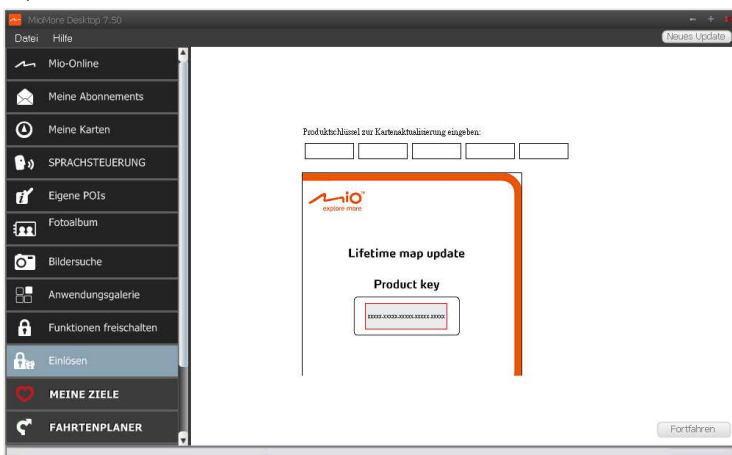 MioMore Desktop 7.50
Datei Hilfe
Neues Update
Mio-Online
Meine Abonnements
Meine Karten
SPRACHSTEUERUNG
Eigene POIs
Fotoalbum
Bildersuche
Anwendungsgalerie
Funktionen freischalten
Einlösen
MEINE ZIELE
FAHRTENPLANER
Produktschlüssel zur Kartenaktualisierung eingeben:
Mio™
explore more
Lifetime map update
Product key
xxxxx-xxxxx-xxxxx-xxxxx-xxxxx
Fortfahren